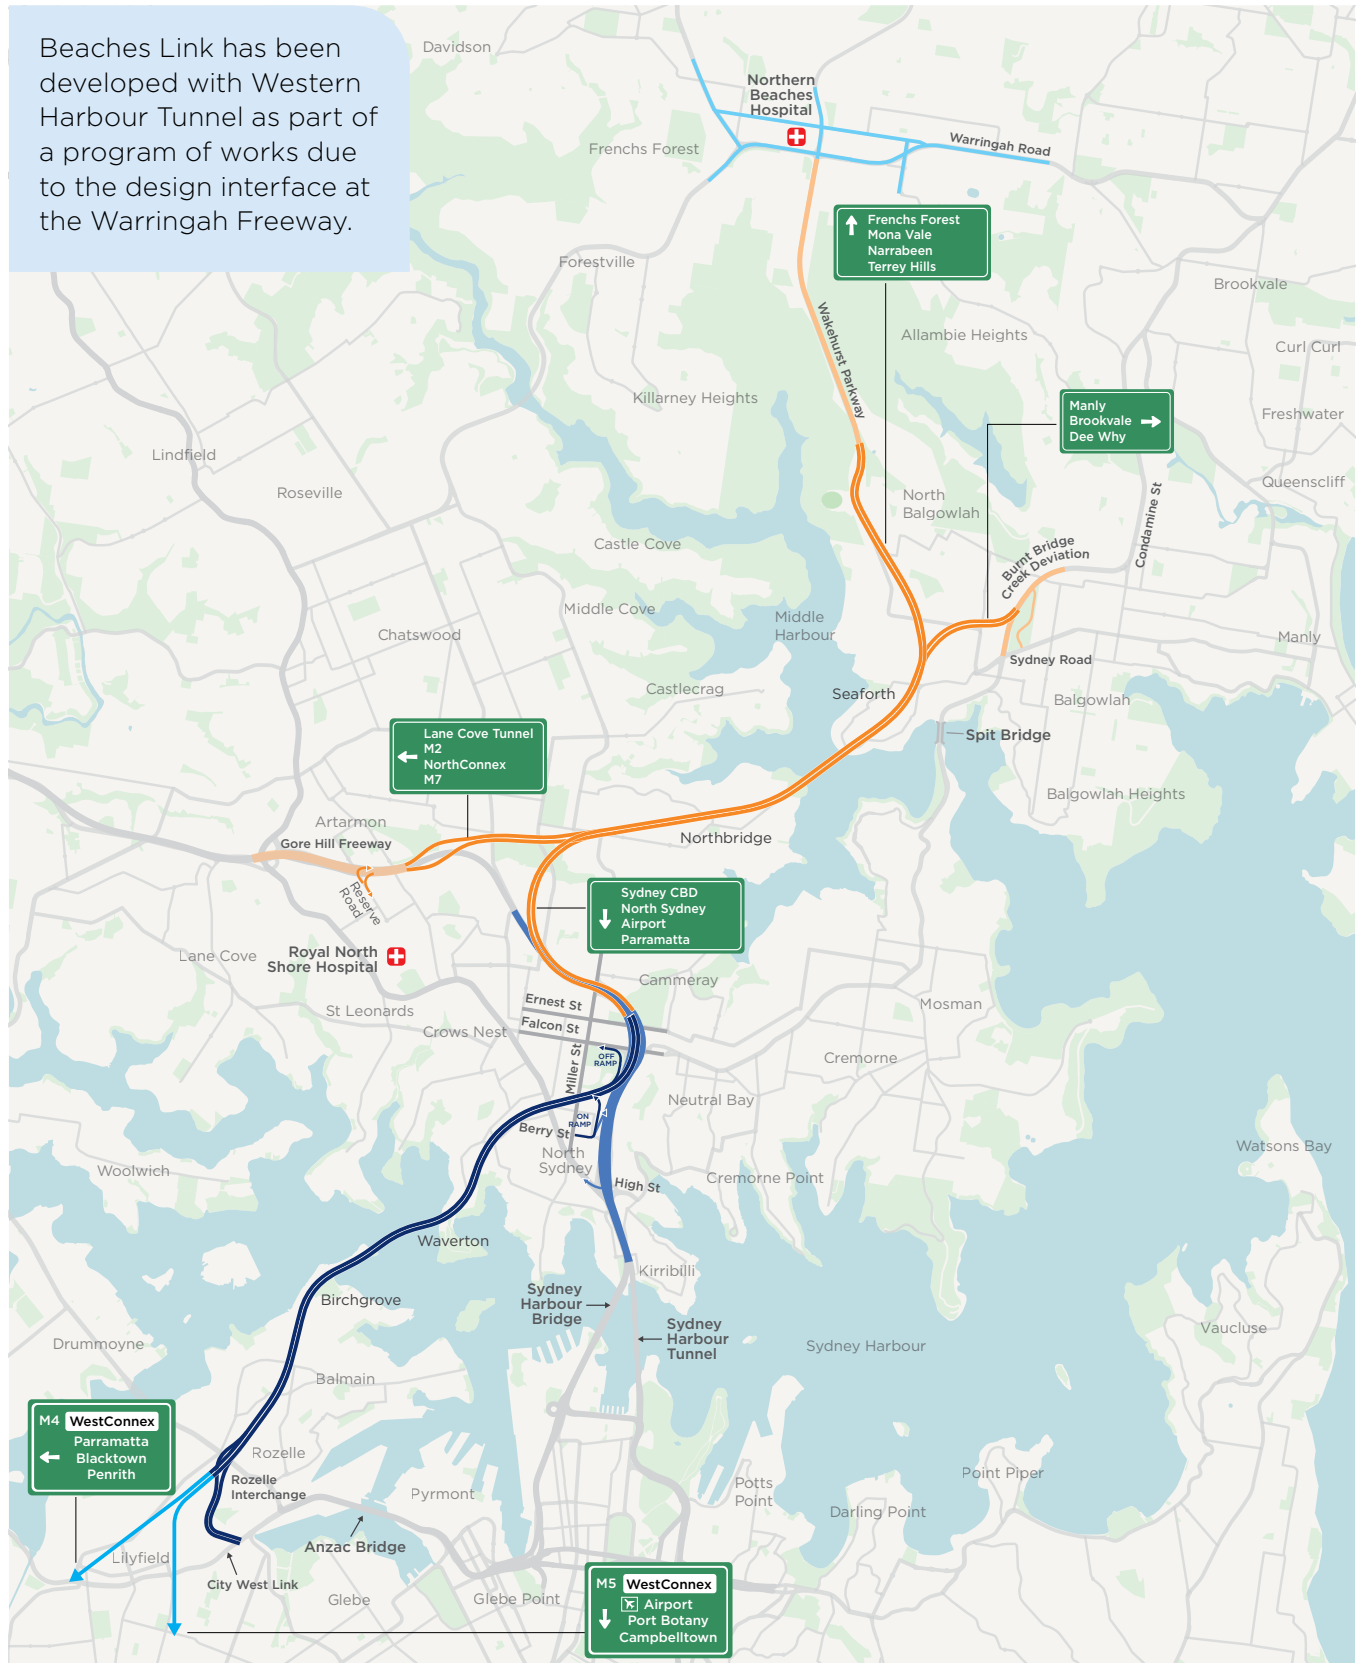 Beaches Link has been
developed with Western
Harbour Tunnel as part of
a program of works due
to the design interface at
the Warringah Freeway.
Davidson
Northern
Beaches
Hospital
Frenchs Forest
Warringah Road
Frenchs Forest
Mona Vale
Narrabeen
Terrey Hills
Forestville
Brookvale
Wakehurst Parkway
Allambie Heights
Curl Curl
Killarney Heights
Manly
Brookvale
Dee Why
Freshwater
Lindfield
Roseville
North
Balgowlah
Queenscliff
Condamine St
Castle Cove
Burnt Bridge
Creek Deviation
Middle Cove
Middle
Harbour
Chatswood
Manly
Sydney Road
Castlecrag
Seaforth
Balgowlah
Lane Cove Tunnel
M2
NorthConnex
M7
Spit Bridge
Balgowlah Heights
Artarmon
Gore Hill Freeway
Northbridge
Reserve
Road
Sydney CBD
North Sydney
Airport
Parramatta
Lane Cove
Royal North
Shore Hospital
Cammeray
St Leonards
Ernest St
Mosman
Crows Nest
Falcon St
OFF
RAMP
Miller St
Cremorne
Neutral Bay
ON
RAMP
Berry St
North
Sydney
Watsons Bay
Woolwich
High St
Cremorne Point
Waverton
Kirribilli
Birchgrove
Sydney
Harbour
Bridge
Sydney
Harbour
Tunnel
Drummoyne
Sydney Harbour
Vaucluse
Balmain
M4 WestConnex
Parramatta
Blacktown
Penrith
Rozelle
Rozelle
Interchange
Pyrmont
Potts
Point
Point Piper
Darling Point
Anzac Bridge
Lilyfield
City West Link
Glebe
Glebe Point
M5 WestConnex
Airport
Port Botany
Campbelltown